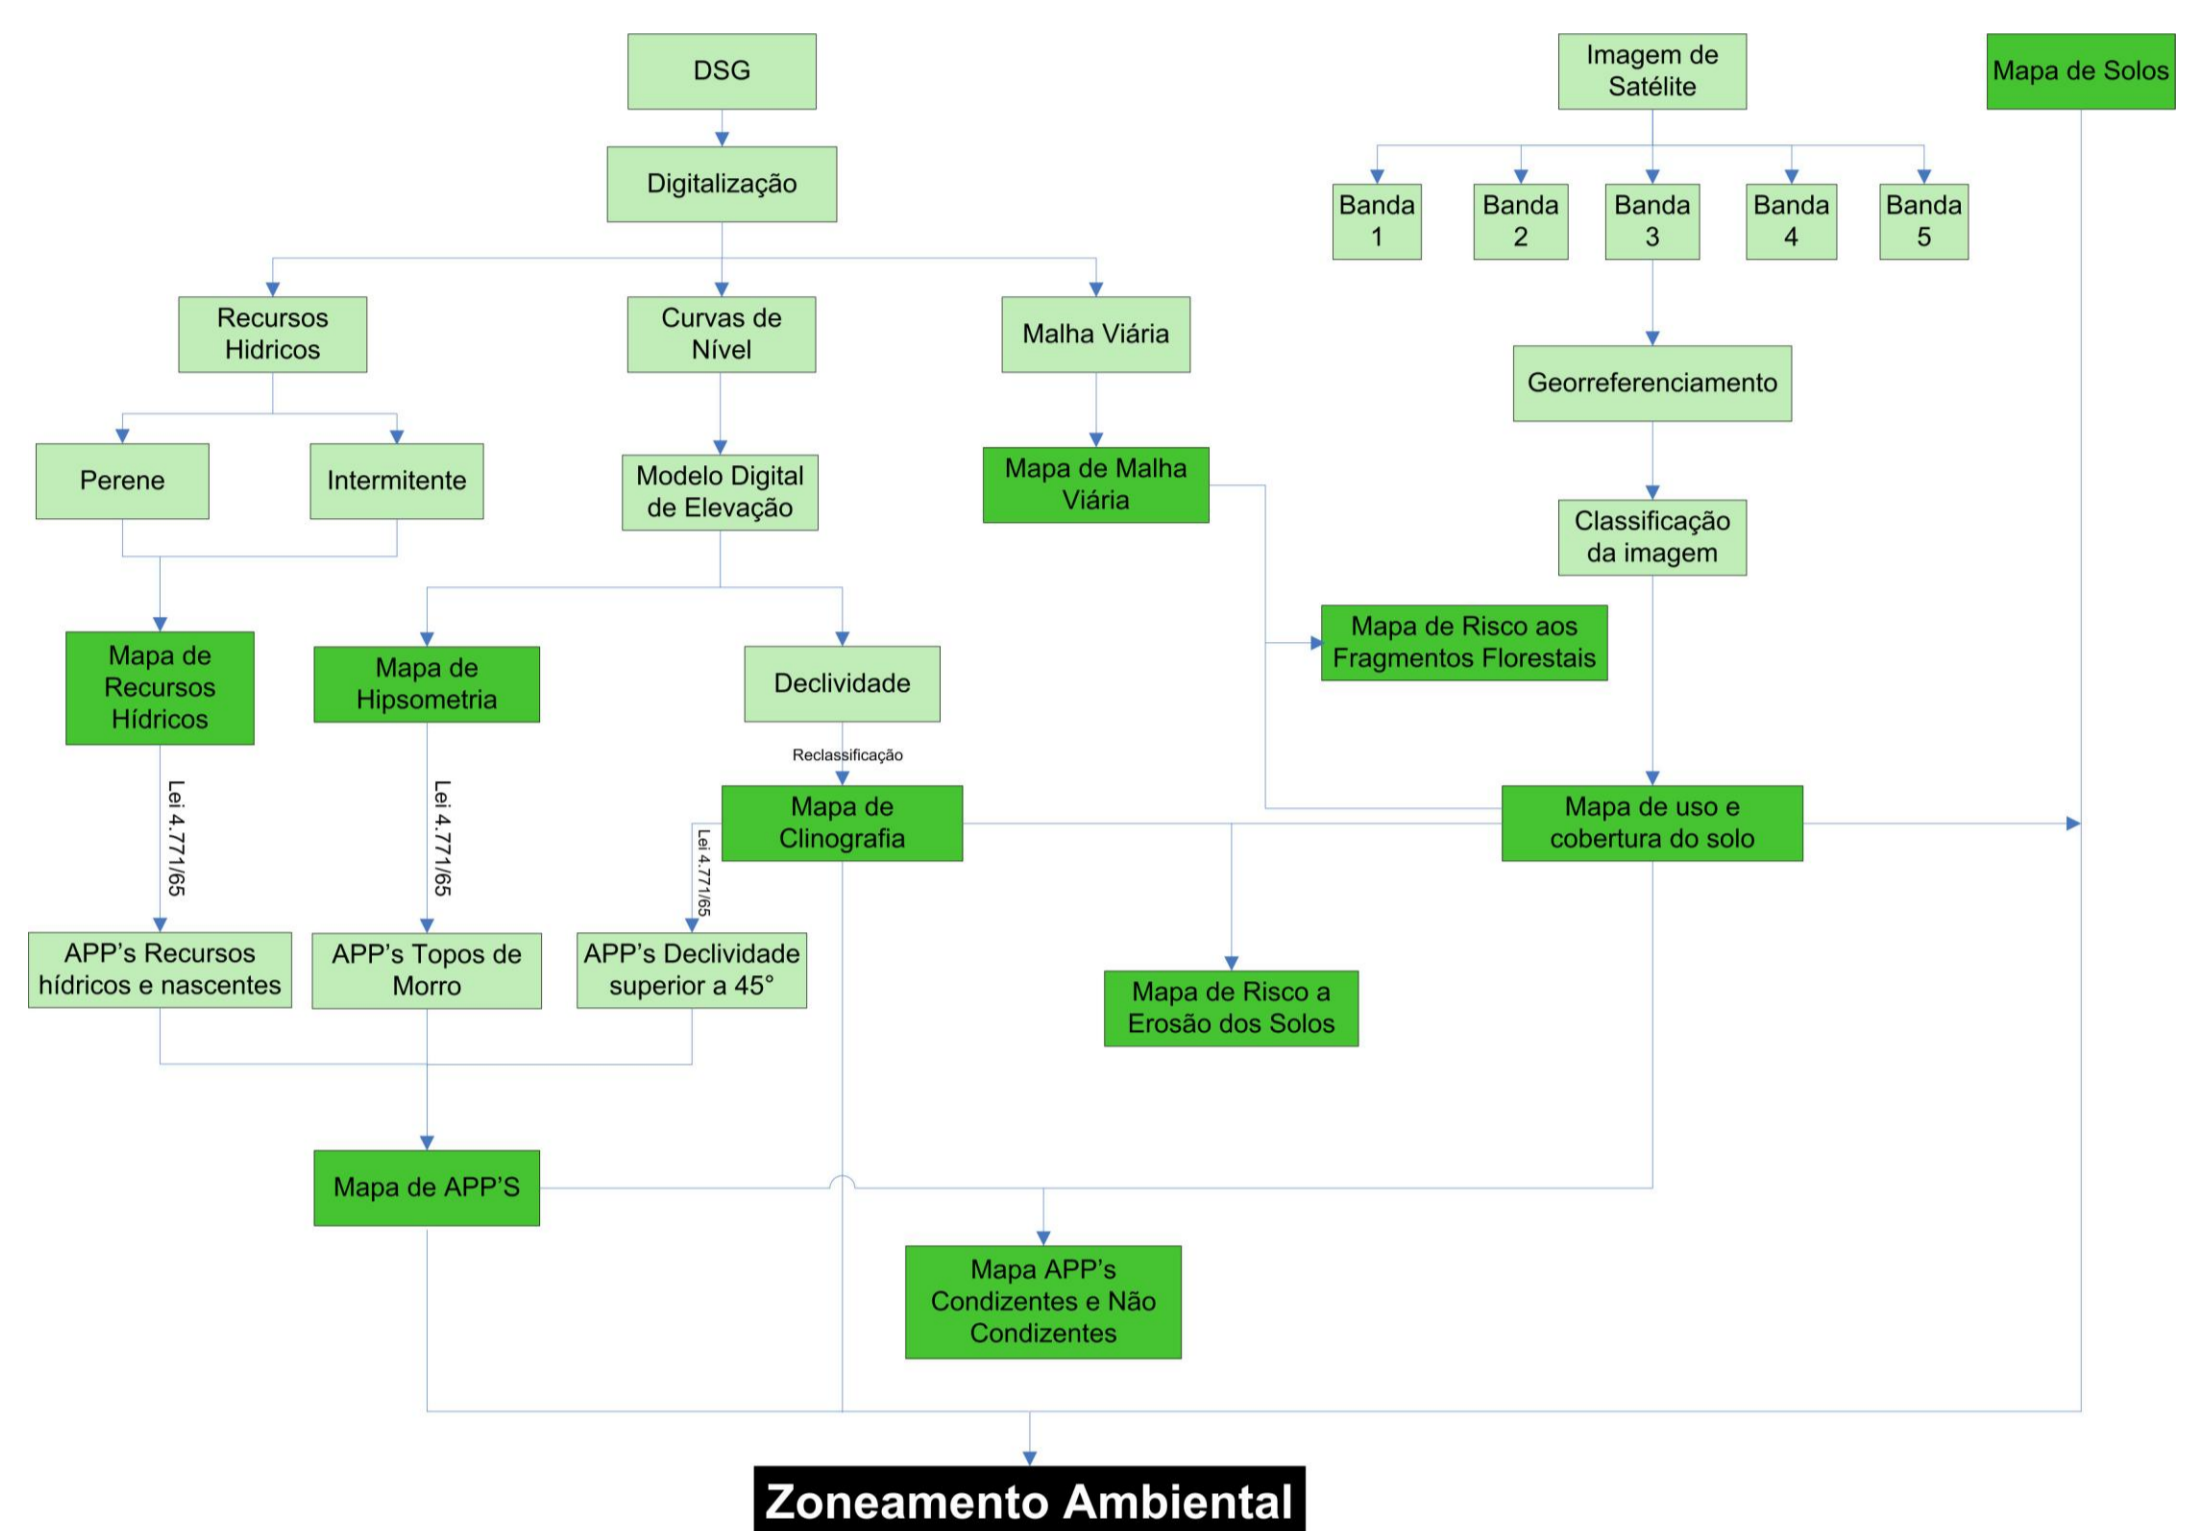 DSG
Imagem de
Satélite
Mapa de Solos
Digitalização
Banda
1
Banda
2
Banda
3
Banda
4
Banda
5
Recursos
Hidricos
Curvas de
Nível
Malha Viária
Georreferenciamento
Perene
Intermitente
Modelo Digital
de Elevação
Mapa de Malha
Viária
Classificação
da imagem
Mapa de Risco aos
Fragmentos Florestais
Mapa de
Recursos
Hídricos
Mapa de
Hipsometria
Declividade
Reclassificação
Lei 4.771/65
Lei 4.771/65
Lei 4.771/65
Mapa de
Clinografia
Mapa de uso e
cobertura do solo
APP's Recursos
hídricos e nascentes
APP's Topos de
Morro
APP's Declividade
superior a 45°
Mapa de Risco a
Erosão dos Solos
Mapa de APP'S
Mapa APP's
Condizentes e Não
Condizentes
Zoneamento Ambiental